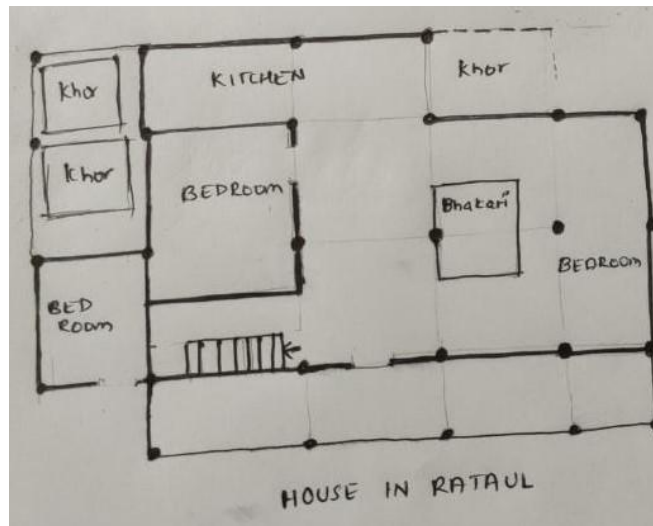 Khor
KITCHEN
Khor
Khor
BEDROOM
Bhakari
BEDROOM
BED
ROOM
HOUSE IN RATAUL